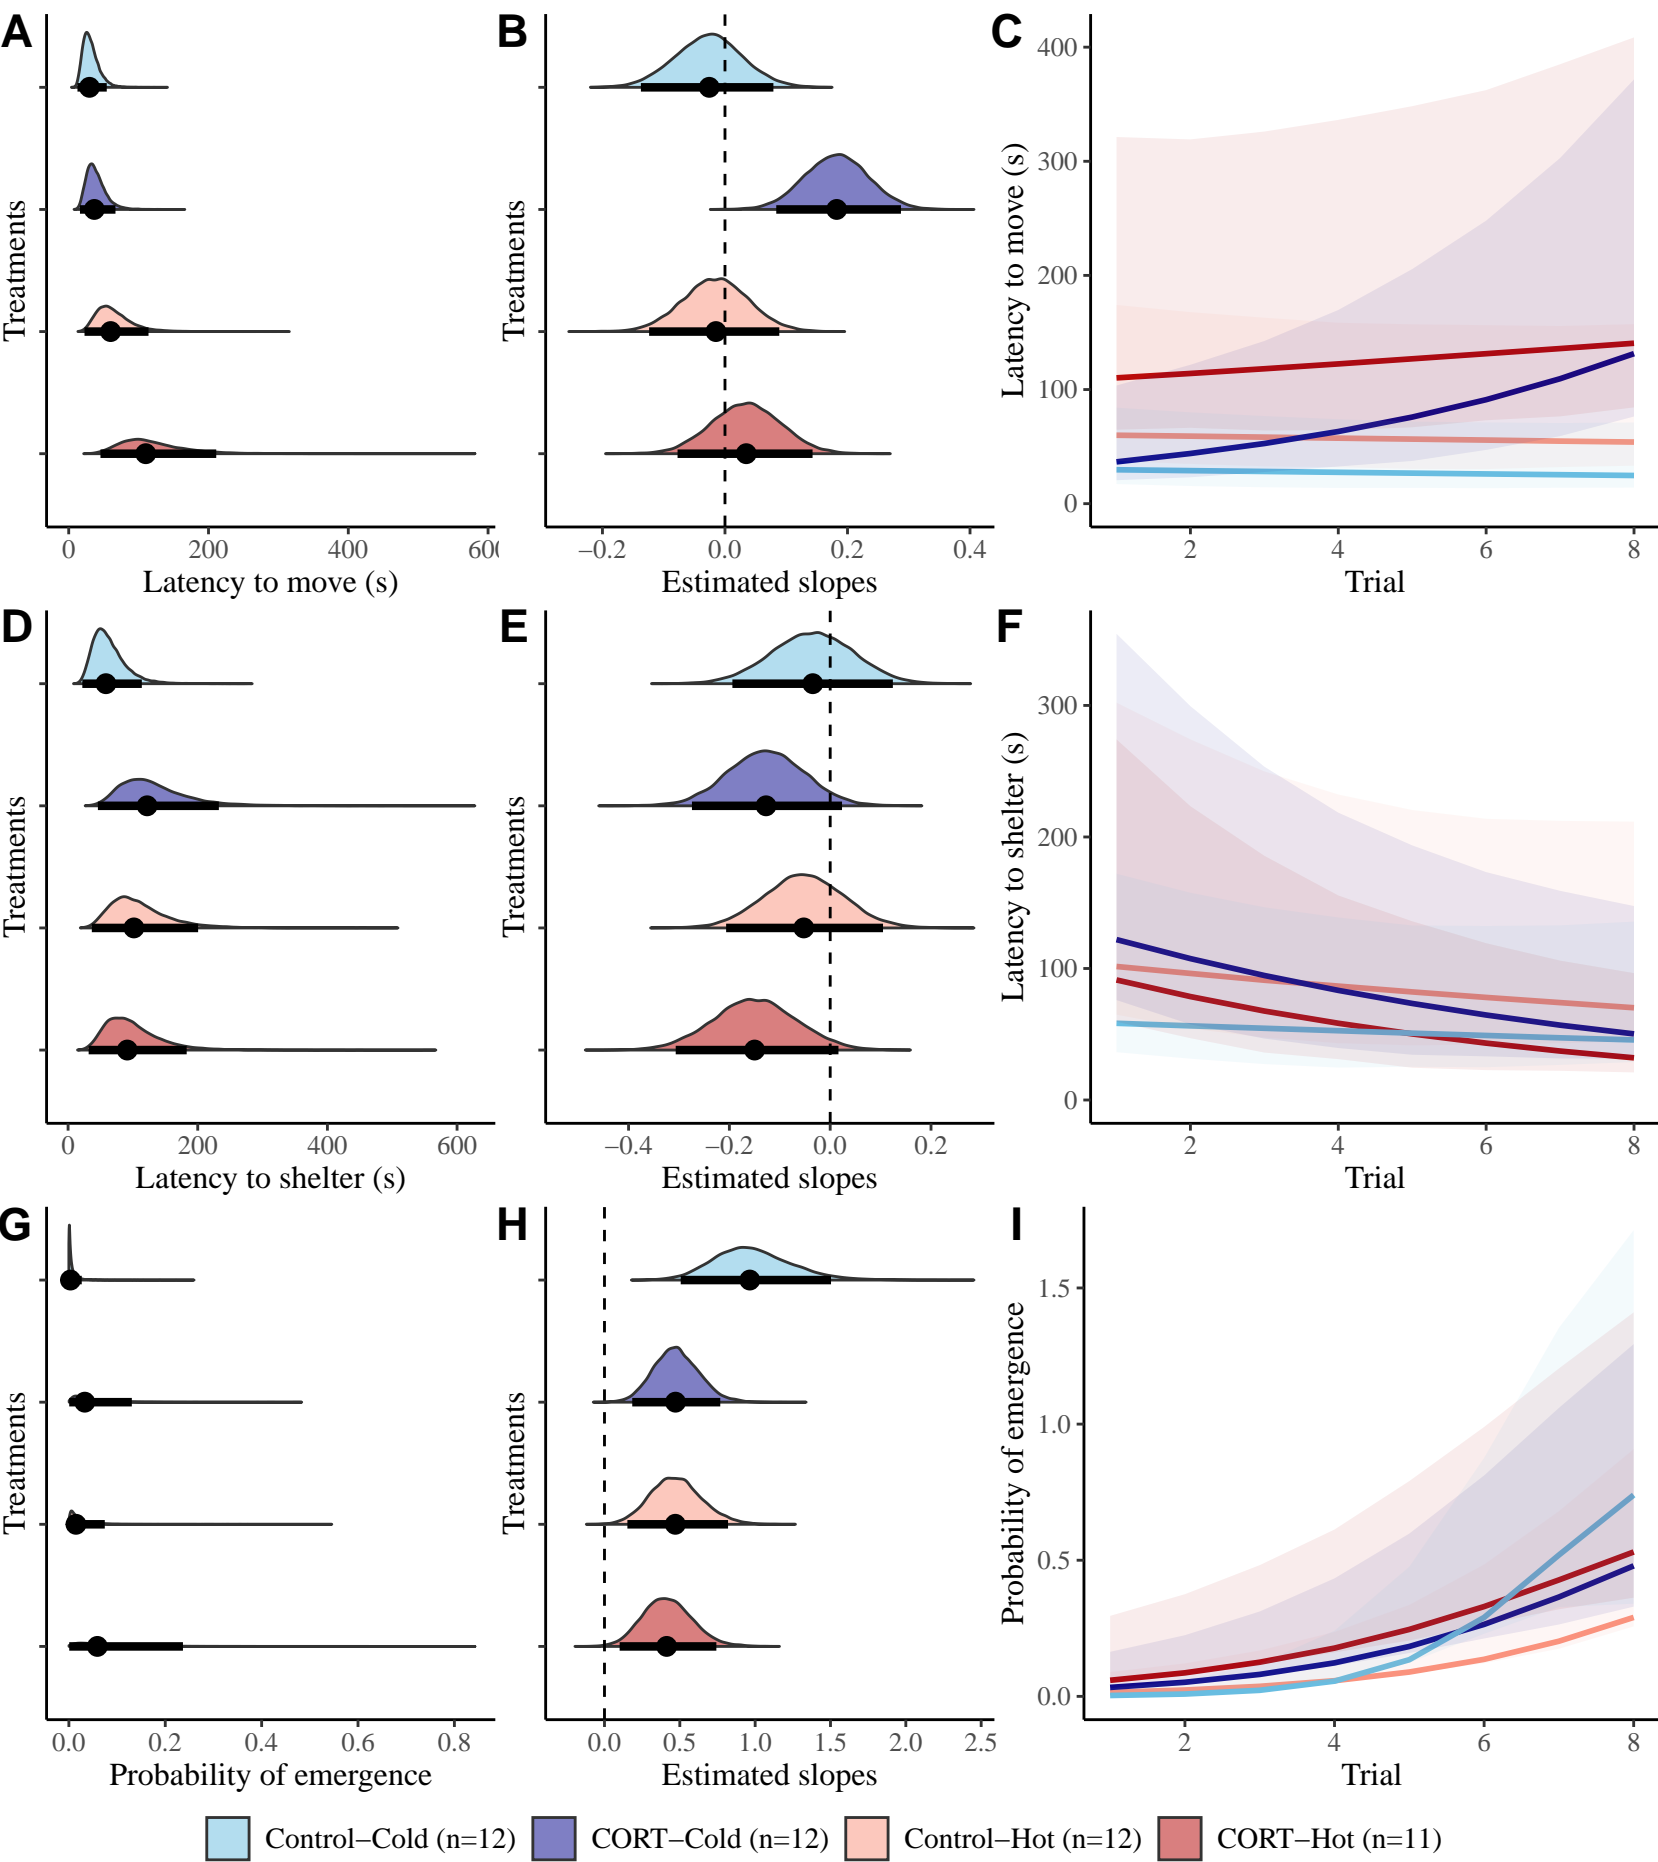 A
B
C
Treatments
Treatments
Latency to move (s)
400
300
200
100
0
0 200 400 60
−0.2 0.0 0.2 0.4
2 4 6 8
Latency to move (s)
Estimated slopes
Trial
D
E
F
Treatments
Treatments
Latency to shelter (s)
300
200
100
0
0 200 400 600
−0.4 −0.2 0.0 0.2
2 4 6 8
Latency to shelter (s)
Estimated slopes
Trial
G
H
I
Treatments
Treatments
Probability of emergence
1.5
1.0
0.5
0.0
0.0 0.2 0.4 0.6 0.8
0.0 0.5 1.0 1.5 2.0 2.5
2 4 6 8
Probability of emergence
Estimated slopes
Trial
Control−Cold (n=12) CORT−Cold (n=12) Control−Hot (n=12) CORT−Hot (n=11)